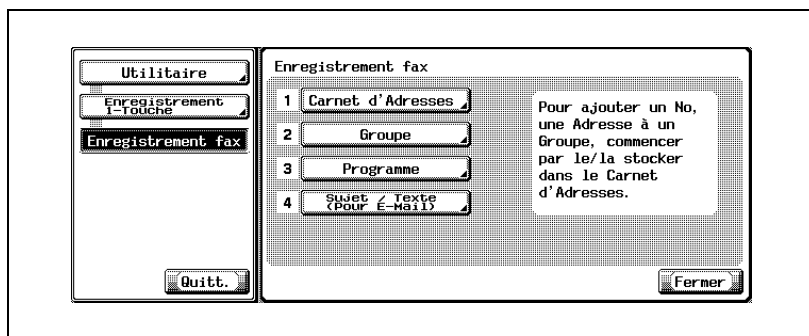 Utilitaire
Enregistrement
1-Touche
Enregistrement fax
Quitt.
Enregistrement fax
1 Carnet d'Adresses
2 Groupe
3 Programme
4 Sujet / Texte
(Pour E-Mail)
Pour ajouter un No,
une Adresse à un
Groupe, commencer
par le/la stocker
dans le Carnet
d'Adresses.
Fermer